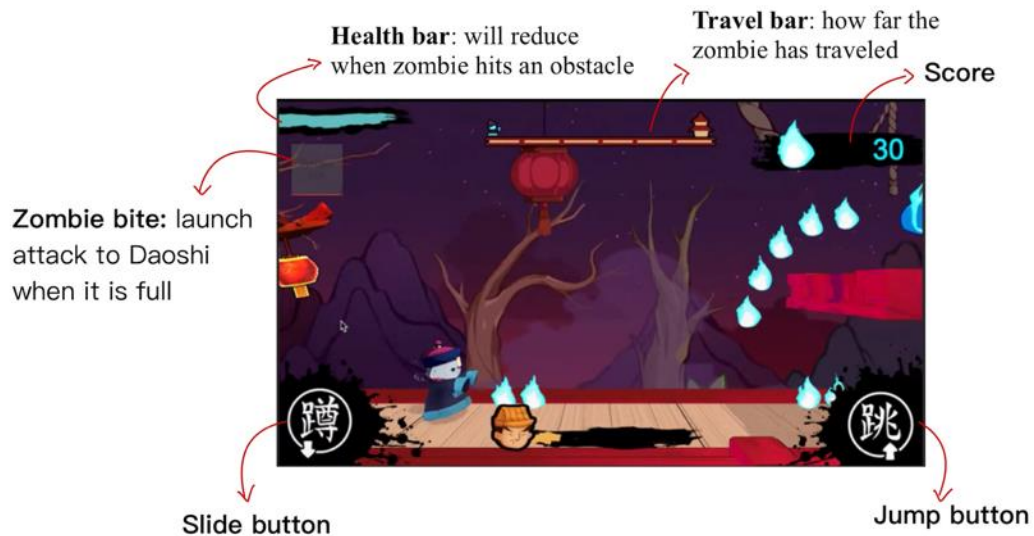 Health bar: will reduce
when zombie hits an obstacle
Travel bar: how far the
zombie has traveled
Score
30
Zombie bite: launch
attack to Daoshi
when it is full
蹲
跳
Slide button
Jump button